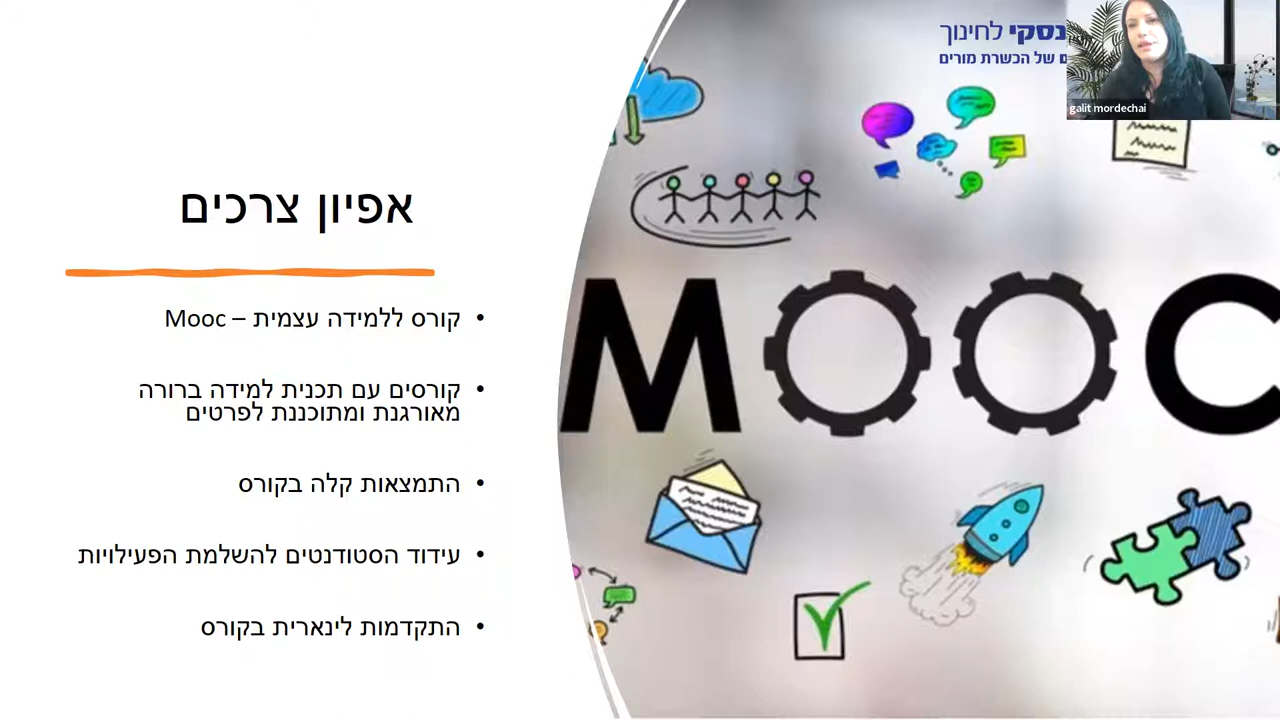 נסקי לחינוך
של הכשרת מורים
galit mordechai
אפיון צרכים
קורס ללמידה עצמית – Mooc
קורסים עם תכנית למידה ברורה
מאורגנת ומתוכננת לפרטים
התמצאות קלה בקורס
עידוד הסטודנטים להשלמת הפעילויות
התקדמות לינארית בקורס
MOOC